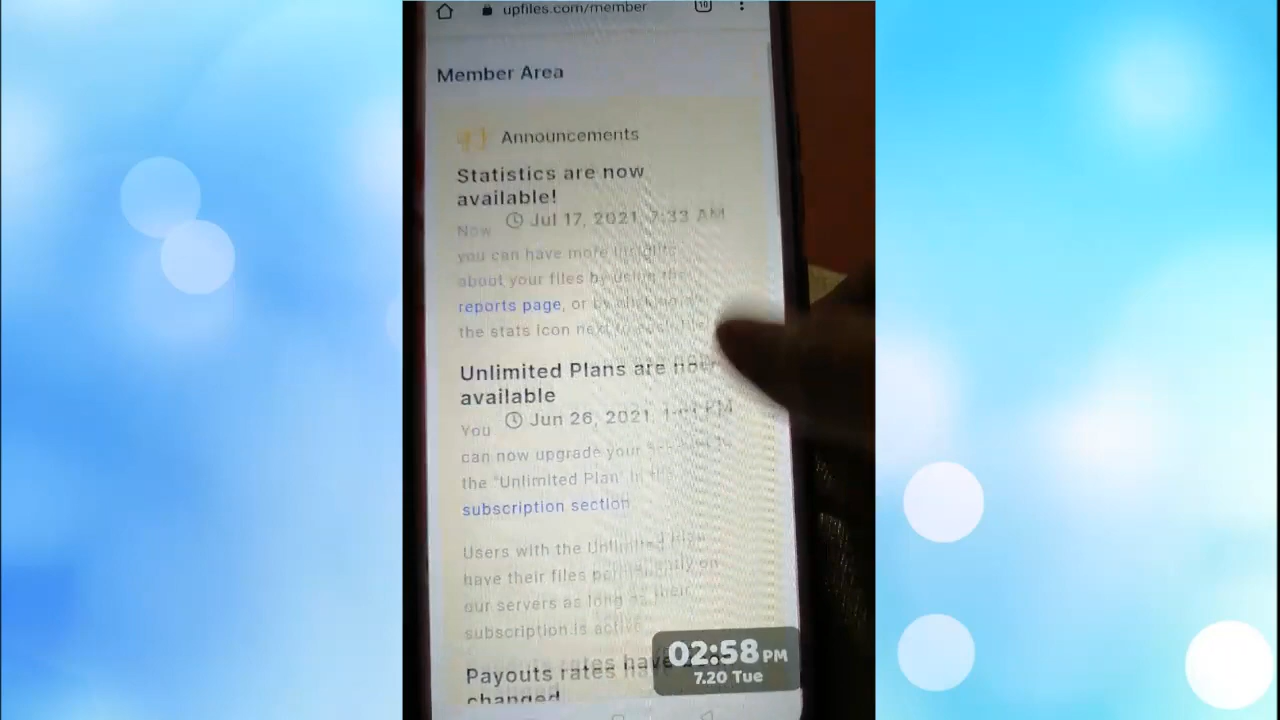 upfiles.com/member
10
Member Area
Announcements
Statistics are now
available!
Jul 17, 2021, 7:33 AM
Now
you can have more insights
about your files by using the
reports page, or by clicking on
the stats icon next to each file
Unlimited Plans are now
available
Jun 26, 2021,
You
can now upgrade your
the "Unlimited Plan" in the
subscription section
Users with the Unlimited Plan
have their files permanently on
our servers as long as their
subscription is active
Payouts rates have
changed
02:58 PM
7.20 Tue